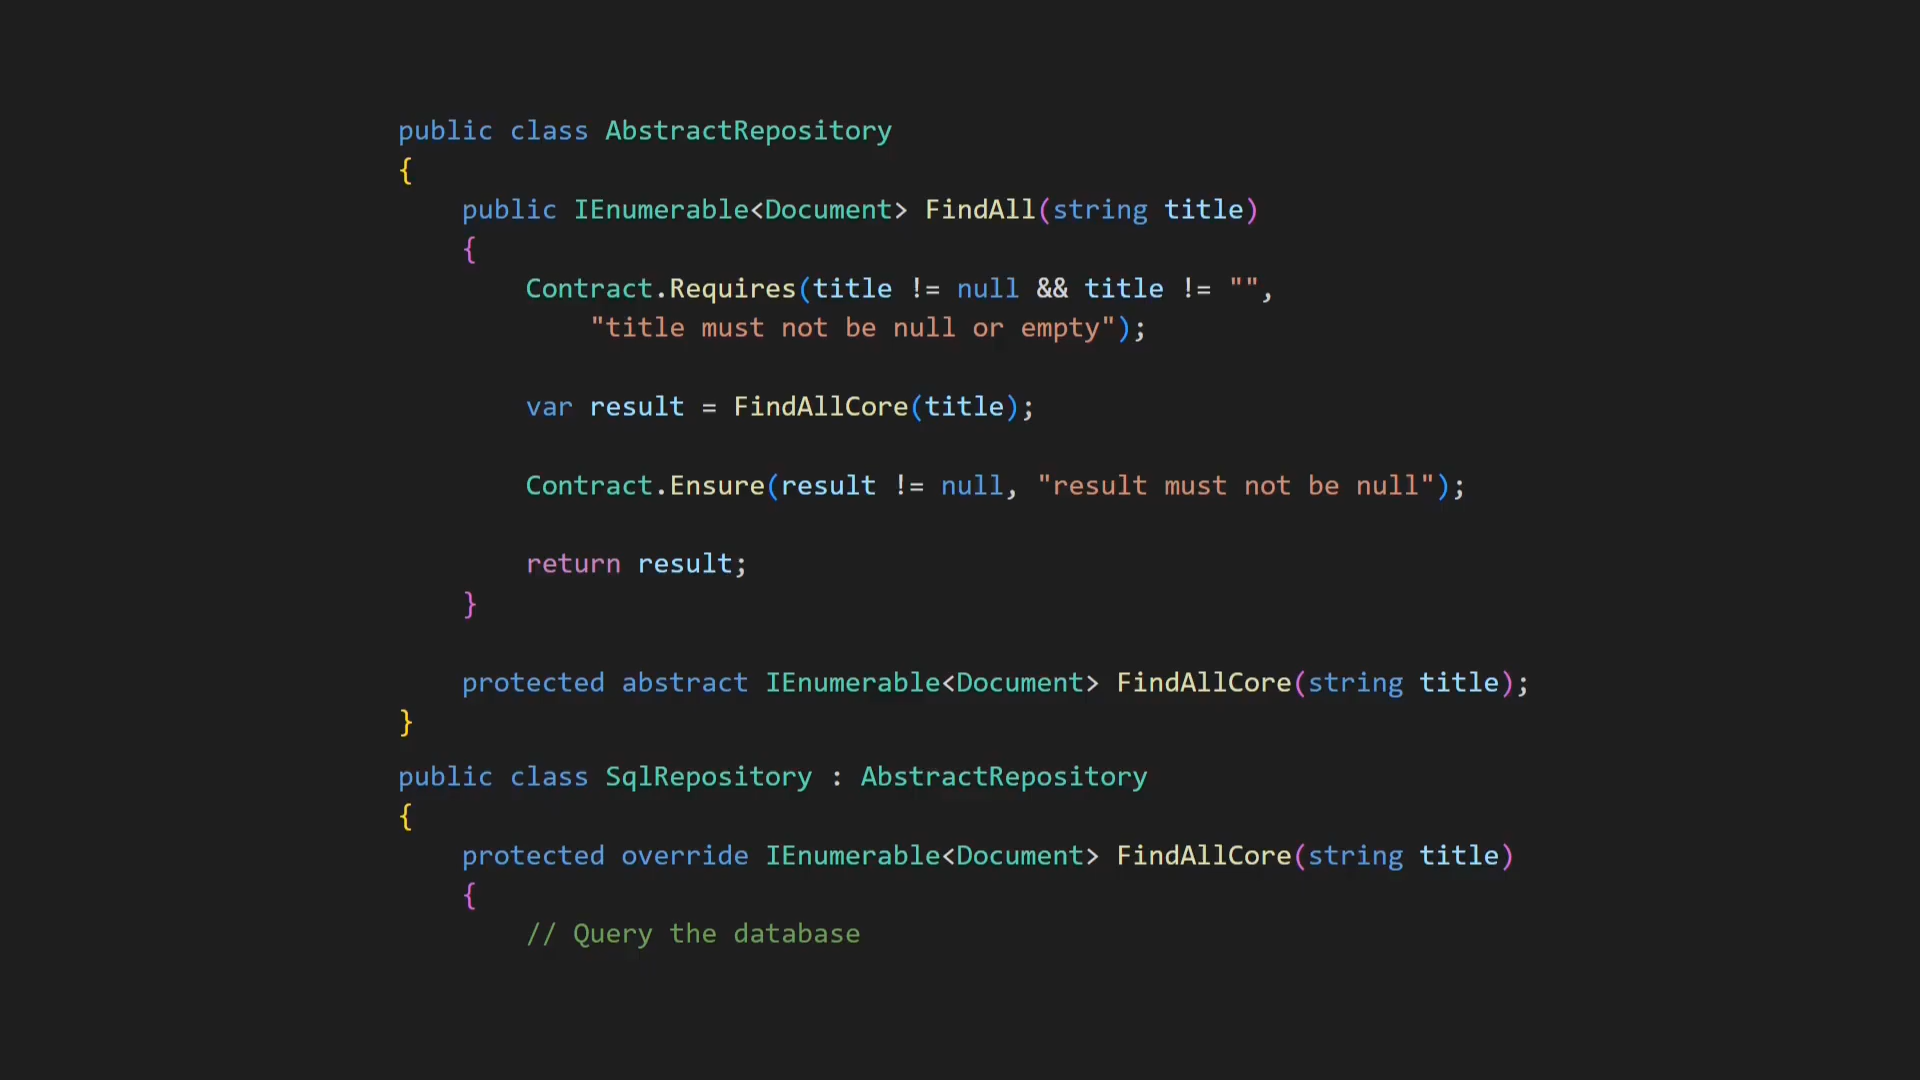 public class AbstractRepository
{
    public IEnumerable<Document> FindAll(string title)
    {
        Contract.Requires(title != null && title != "",
            "title must not be null or empty");

        var result = FindAllCore(title);

        Contract.Ensure(result != null, "result must not be null");

        return result;
    }

    protected abstract IEnumerable<Document> FindAllCore(string title);
}
public class SqlRepository : AbstractRepository
{
    protected override IEnumerable<Document> FindAllCore(string title)
    {
        // Query the database